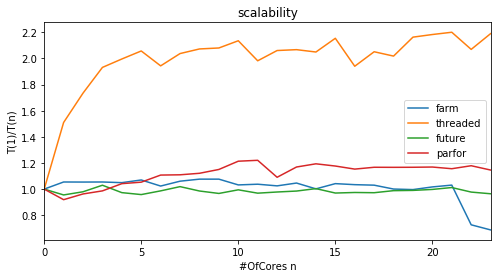 scalability
T(1)/T(n)
2.2
2.0
1.8
1.6
1.4
1.2
1.0
0.8
farm
threaded
future
parfor
0 5 10 15 20
#OfCores n